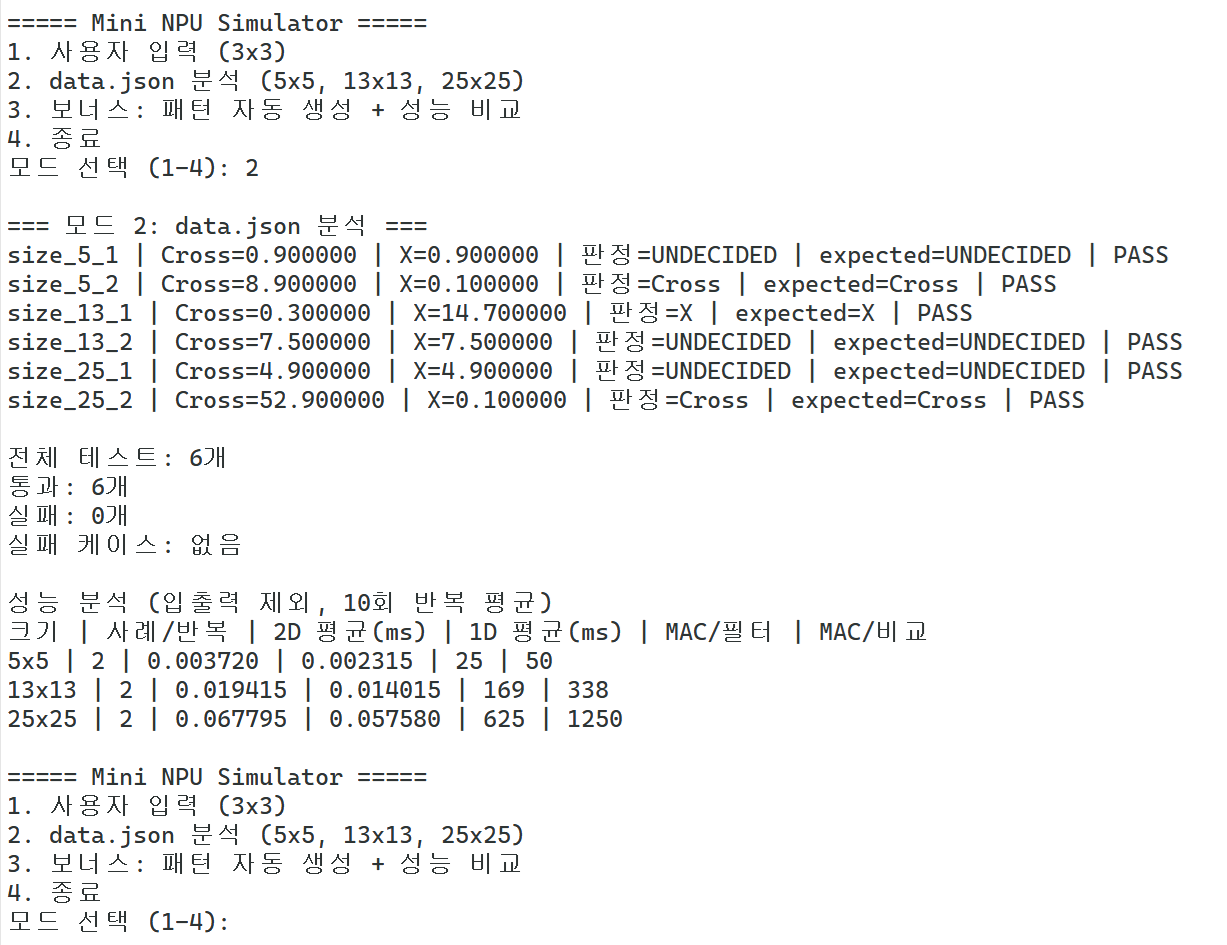 ===== Mini NPU Simulator =====
1. 사용자 입력 (3x3)
2. data.json 분석 (5x5, 13x13, 25x25)
3. 보너스: 패턴 자동 생성 + 성능 비교
4. 종료
모드 선택 (1-4): 2

=== 모드 2: data.json 분석 ===
size_5_1 | Cross=0.900000 | X=0.900000 | 판정=UNDECIDED | expected=UNDECIDED | PASS
size_5_2 | Cross=8.900000 | X=0.100000 | 판정=Cross | expected=Cross | PASS
size_13_1 | Cross=0.300000 | X=14.700000 | 판정=X | expected=X | PASS
size_13_2 | Cross=7.500000 | X=7.500000 | 판정=UNDECIDED | expected=UNDECIDED | PASS
size_25_1 | Cross=4.900000 | X=4.900000 | 판정=UNDECIDED | expected=UNDECIDED | PASS
size_25_2 | Cross=52.900000 | X=0.100000 | 판정=Cross | expected=Cross | PASS

전체 테스트: 6개
통과: 6개
실패: 0개
실패 케이스: 없음

성능 분석 (입출력 제외, 10회 반복 평균)
크기 | 사례/반복 | 2D 평균(ms) | 1D 평균(ms) | MAC/필터 | MAC/비교
5x5 | 2 | 0.003720 | 0.002315 | 25 | 50
13x13 | 2 | 0.019415 | 0.014015 | 169 | 338
25x25 | 2 | 0.067795 | 0.057580 | 625 | 1250

===== Mini NPU Simulator =====
1. 사용자 입력 (3x3)
2. data.json 분석 (5x5, 13x13, 25x25)
3. 보너스: 패턴 자동 생성 + 성능 비교
4. 종료
모드 선택 (1-4):